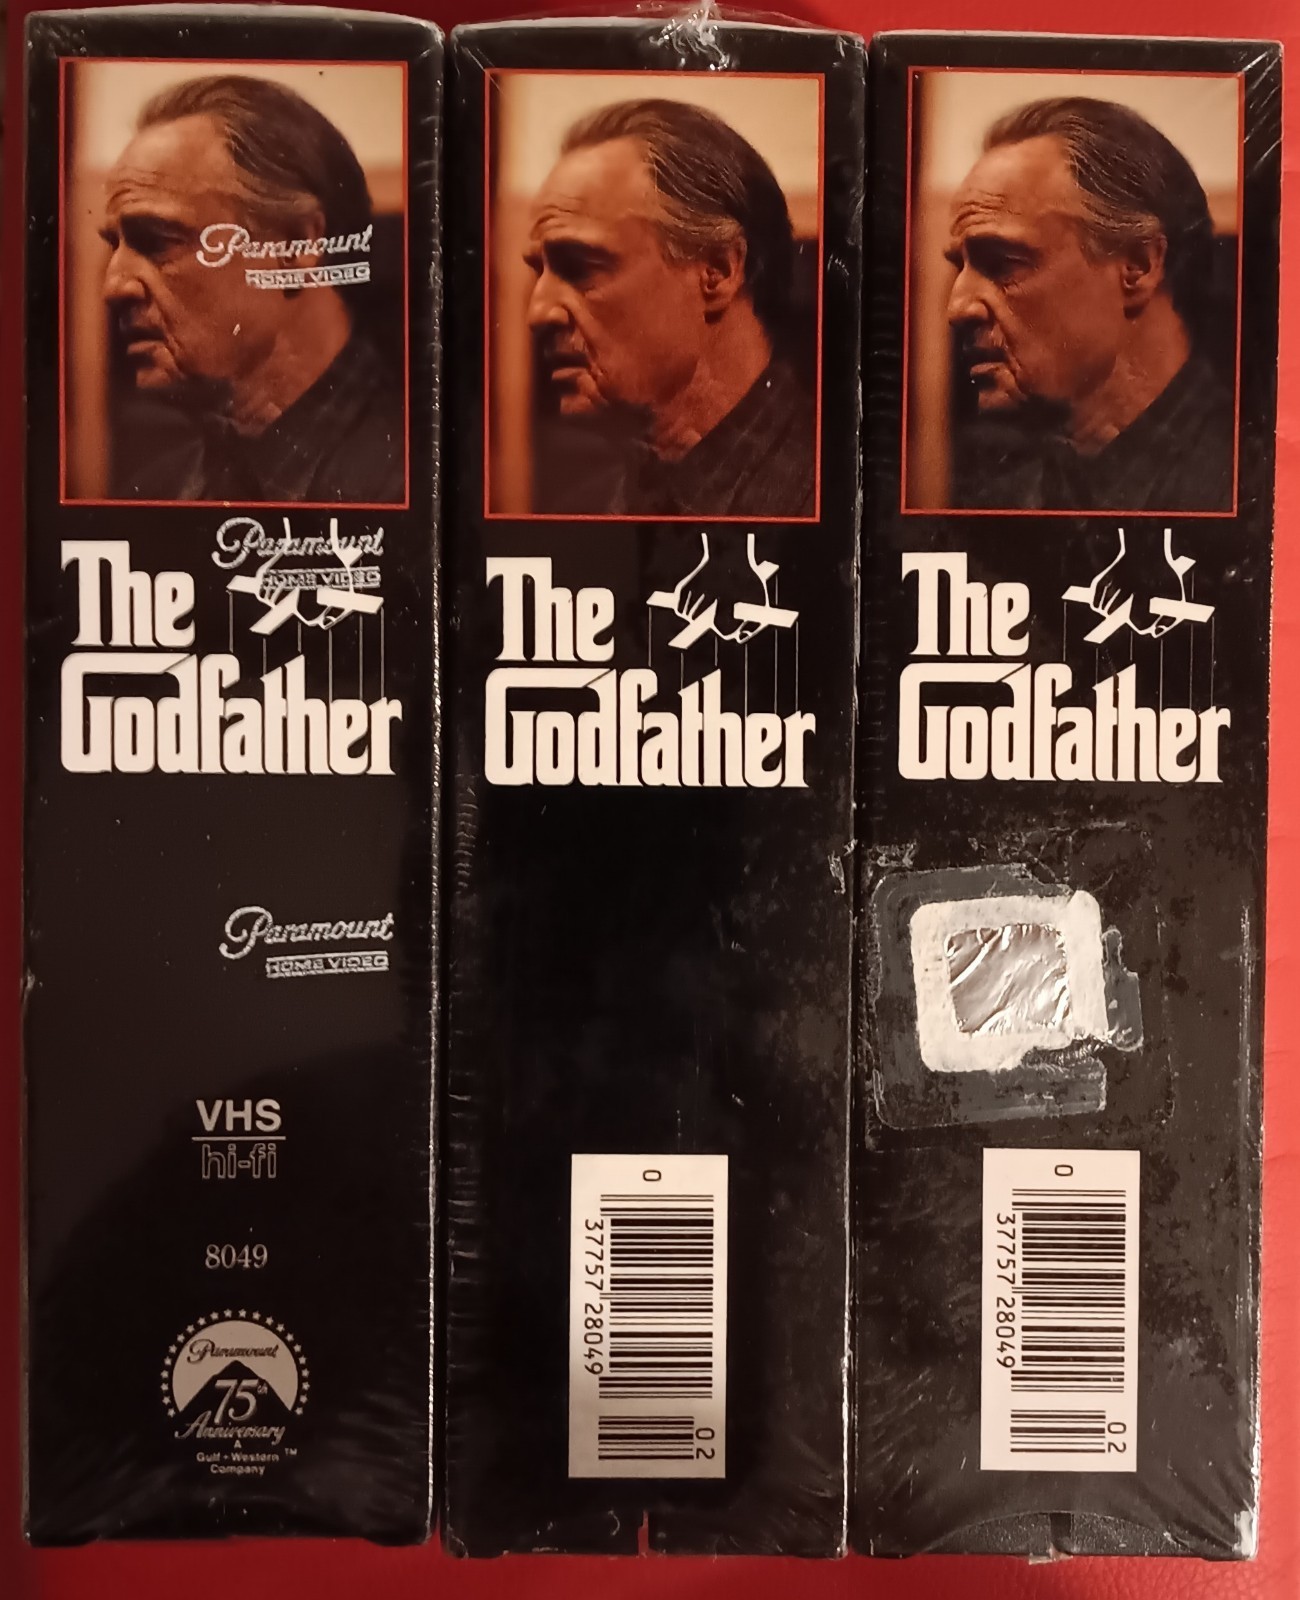 Paramount
HOME VIDEO
Paramount
HOME VIDEO
The
Godfather
Paramount
HOME VIDEO
VHS
hi-fi
8049
Paramount
75th
Anniversary
A
Gulf+Western
Company
TM
The
Godfather
0
37757 28049
02
The
Godfather
0
37757 28049
02